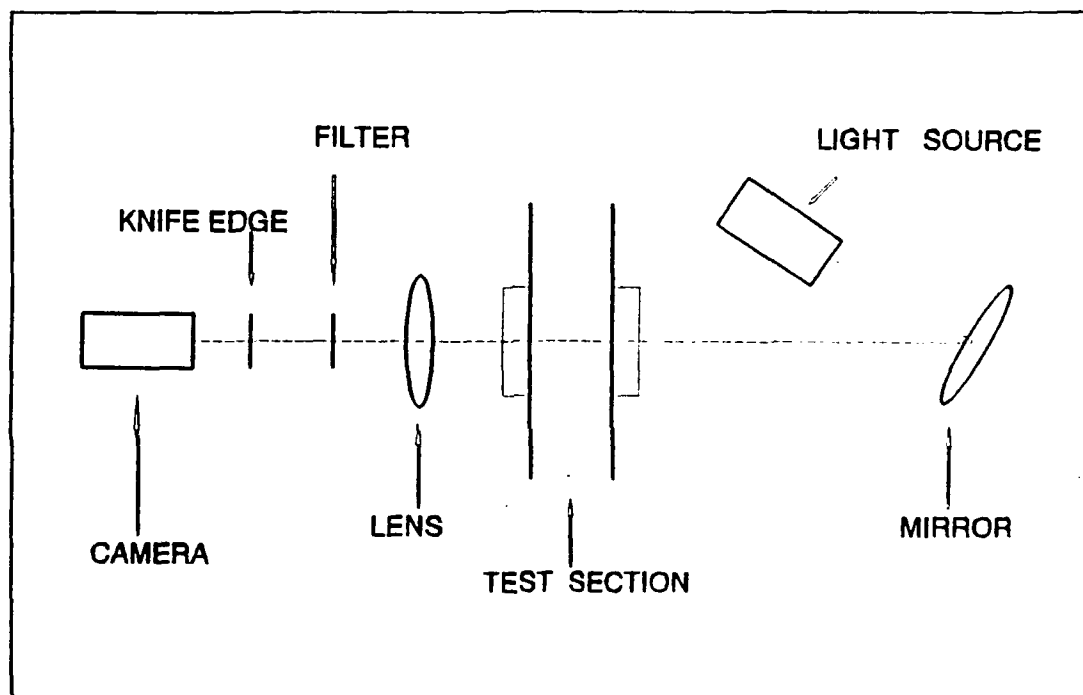 FILTER
LIGHT SOURCE
KNIFE EDGE
LENS
MIRROR
CAMERA
TEST SECTION